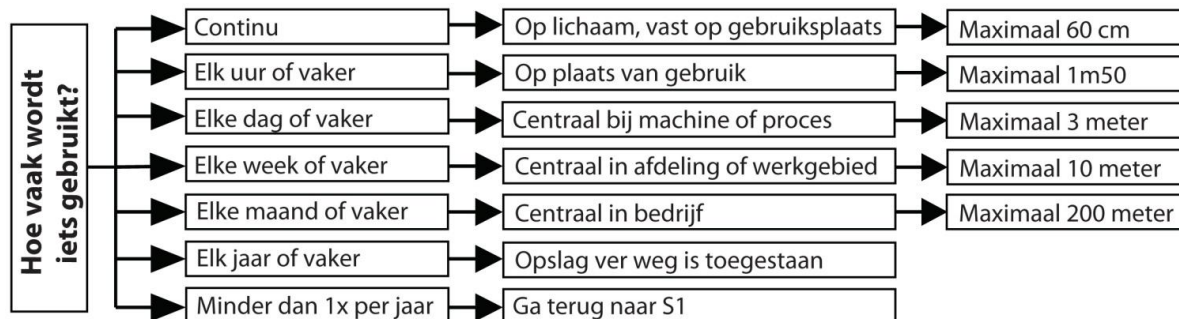 Hoe vaak wordt
iets gebruikt?
Continu
Op lichaam, vast op gebruiksplaats
Maximaal 60 cm
Elk uur of vaker
Op plaats van gebruik
Maximaal 1m50
Elke dag of vaker
Centraal bij machine of proces
Maximaal 3 meter
Elke week of vaker
Centraal in afdeling of werkgebied
Maximaal 10 meter
Elke maand of vaker
Centraal in bedrijf
Maximaal 200 meter
Elk jaar of vaker
Opslag ver weg is toegestaan
Minder dan 1x per jaar
Ga terug naar S1